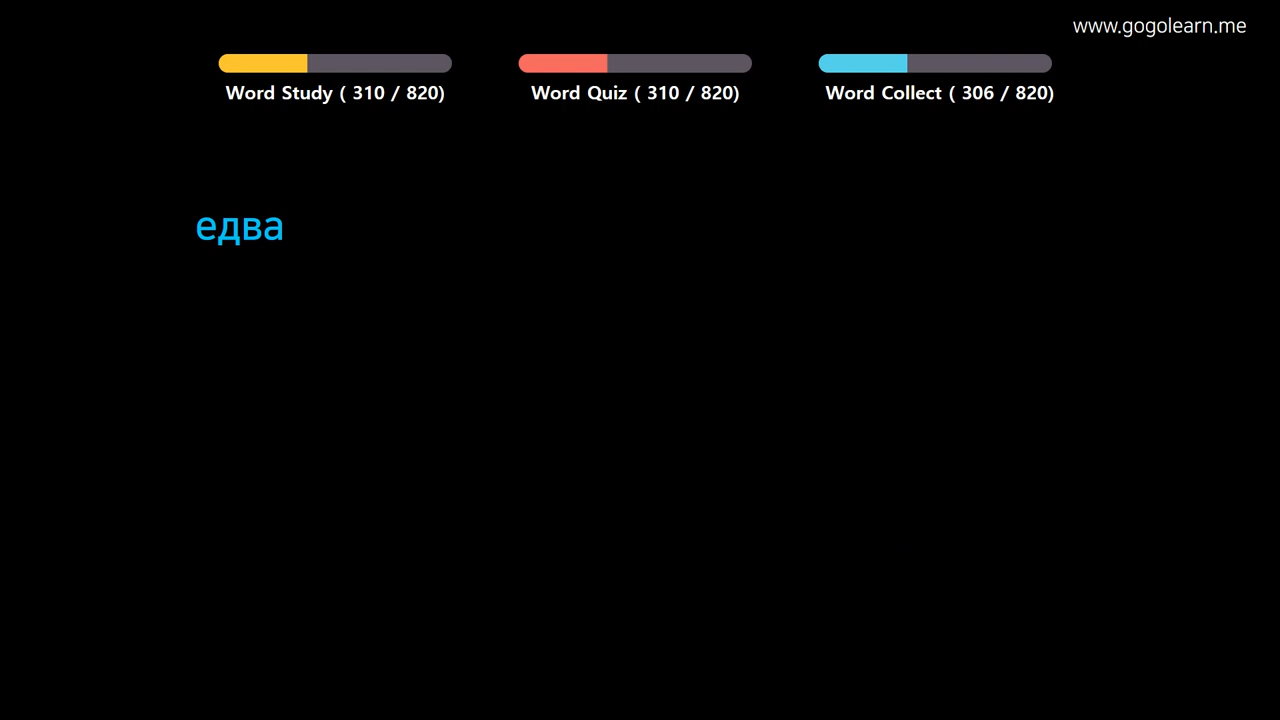 www.gogolearn.me
Word Study ( 310 / 820)
Word Quiz ( 310 / 820)
Word Collect ( 306 / 820)
едва